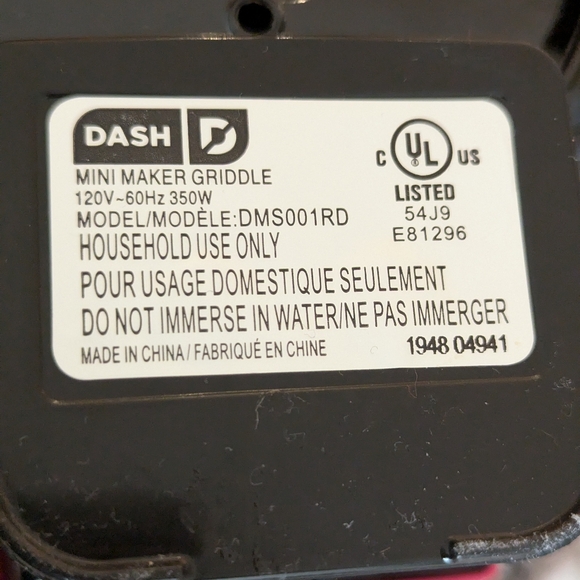 DASH D
MINI MAKER GRIDDLE
120V~60Hz 350W
MODEL/MODÈLE:DMS001RD
HOUSEHOLD USE ONLY
POUR USAGE DOMESTIQUE SEULEMENT
DO NOT IMMERSE IN WATER/NE PAS IMMERGER
MADE IN CHINA / FABRIQUÉ EN CHINE
C UL US
LISTED
54J9
E81296
1948 04941